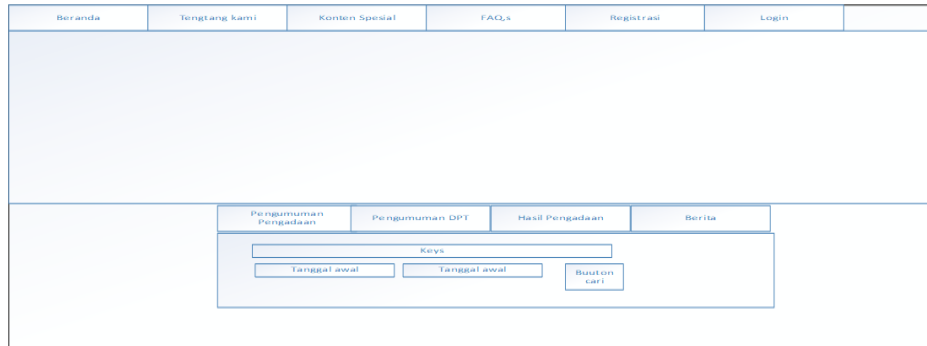 Beranda
Tengtang kami
Konten Spesial
FAQ,s
Registrasi
Login
Pengumuman
Pengadaan
Pengumuman DPT
Hasil Pengadaan
Berita
Keys
Tanggal awal
Tanggal awal
Buuton
cari